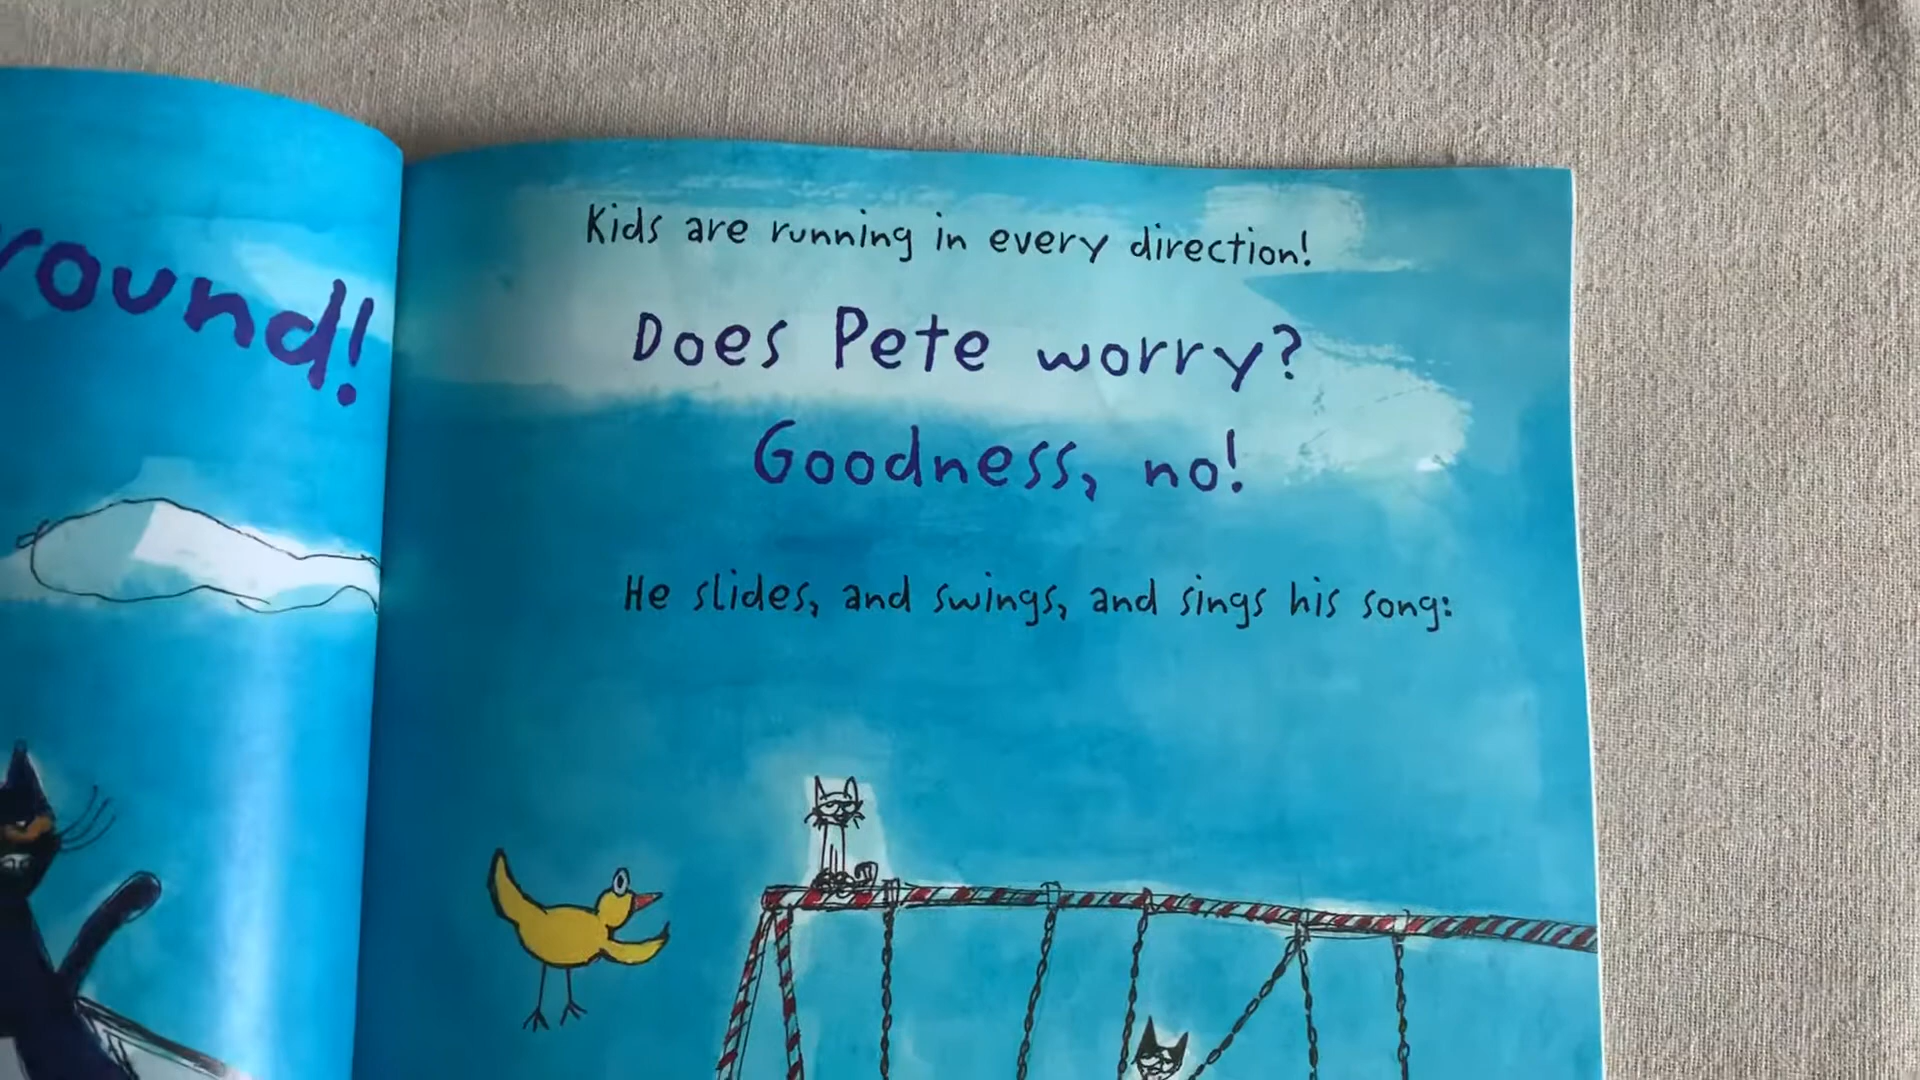 round!
Kids are running in every direction!
Does Pete worry?
Goodness, no!
He slides, and swings, and sings his song: